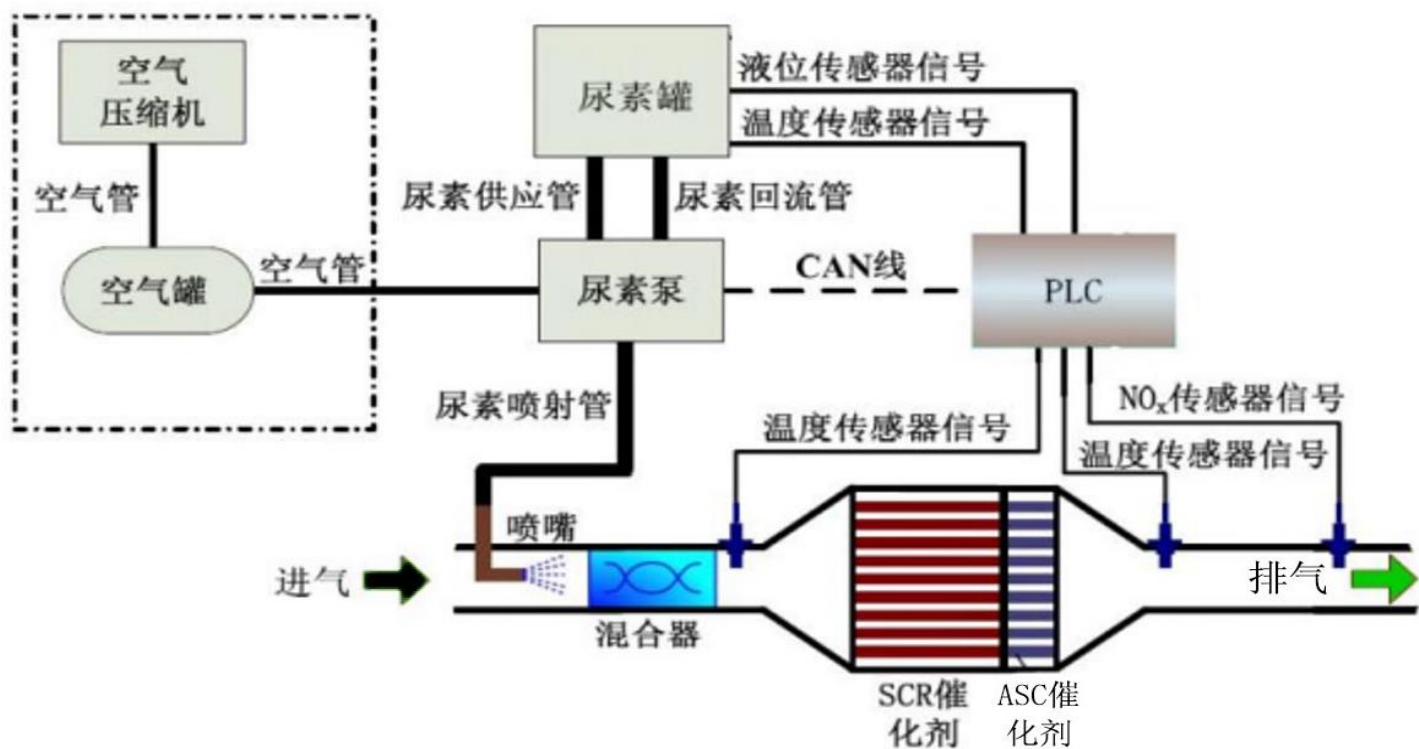 空气
压缩机
空气管
空气罐
空气管
尿素罐
液位传感器信号
温度传感器信号
尿素供应管
尿素回流管
尿素泵
CAN线
PLC
尿素喷射管
温度传感器信号
NOx传感器信号
温度传感器信号
喷嘴
进气
混合器
排气
SCR催
化剂
ASC催
化剂